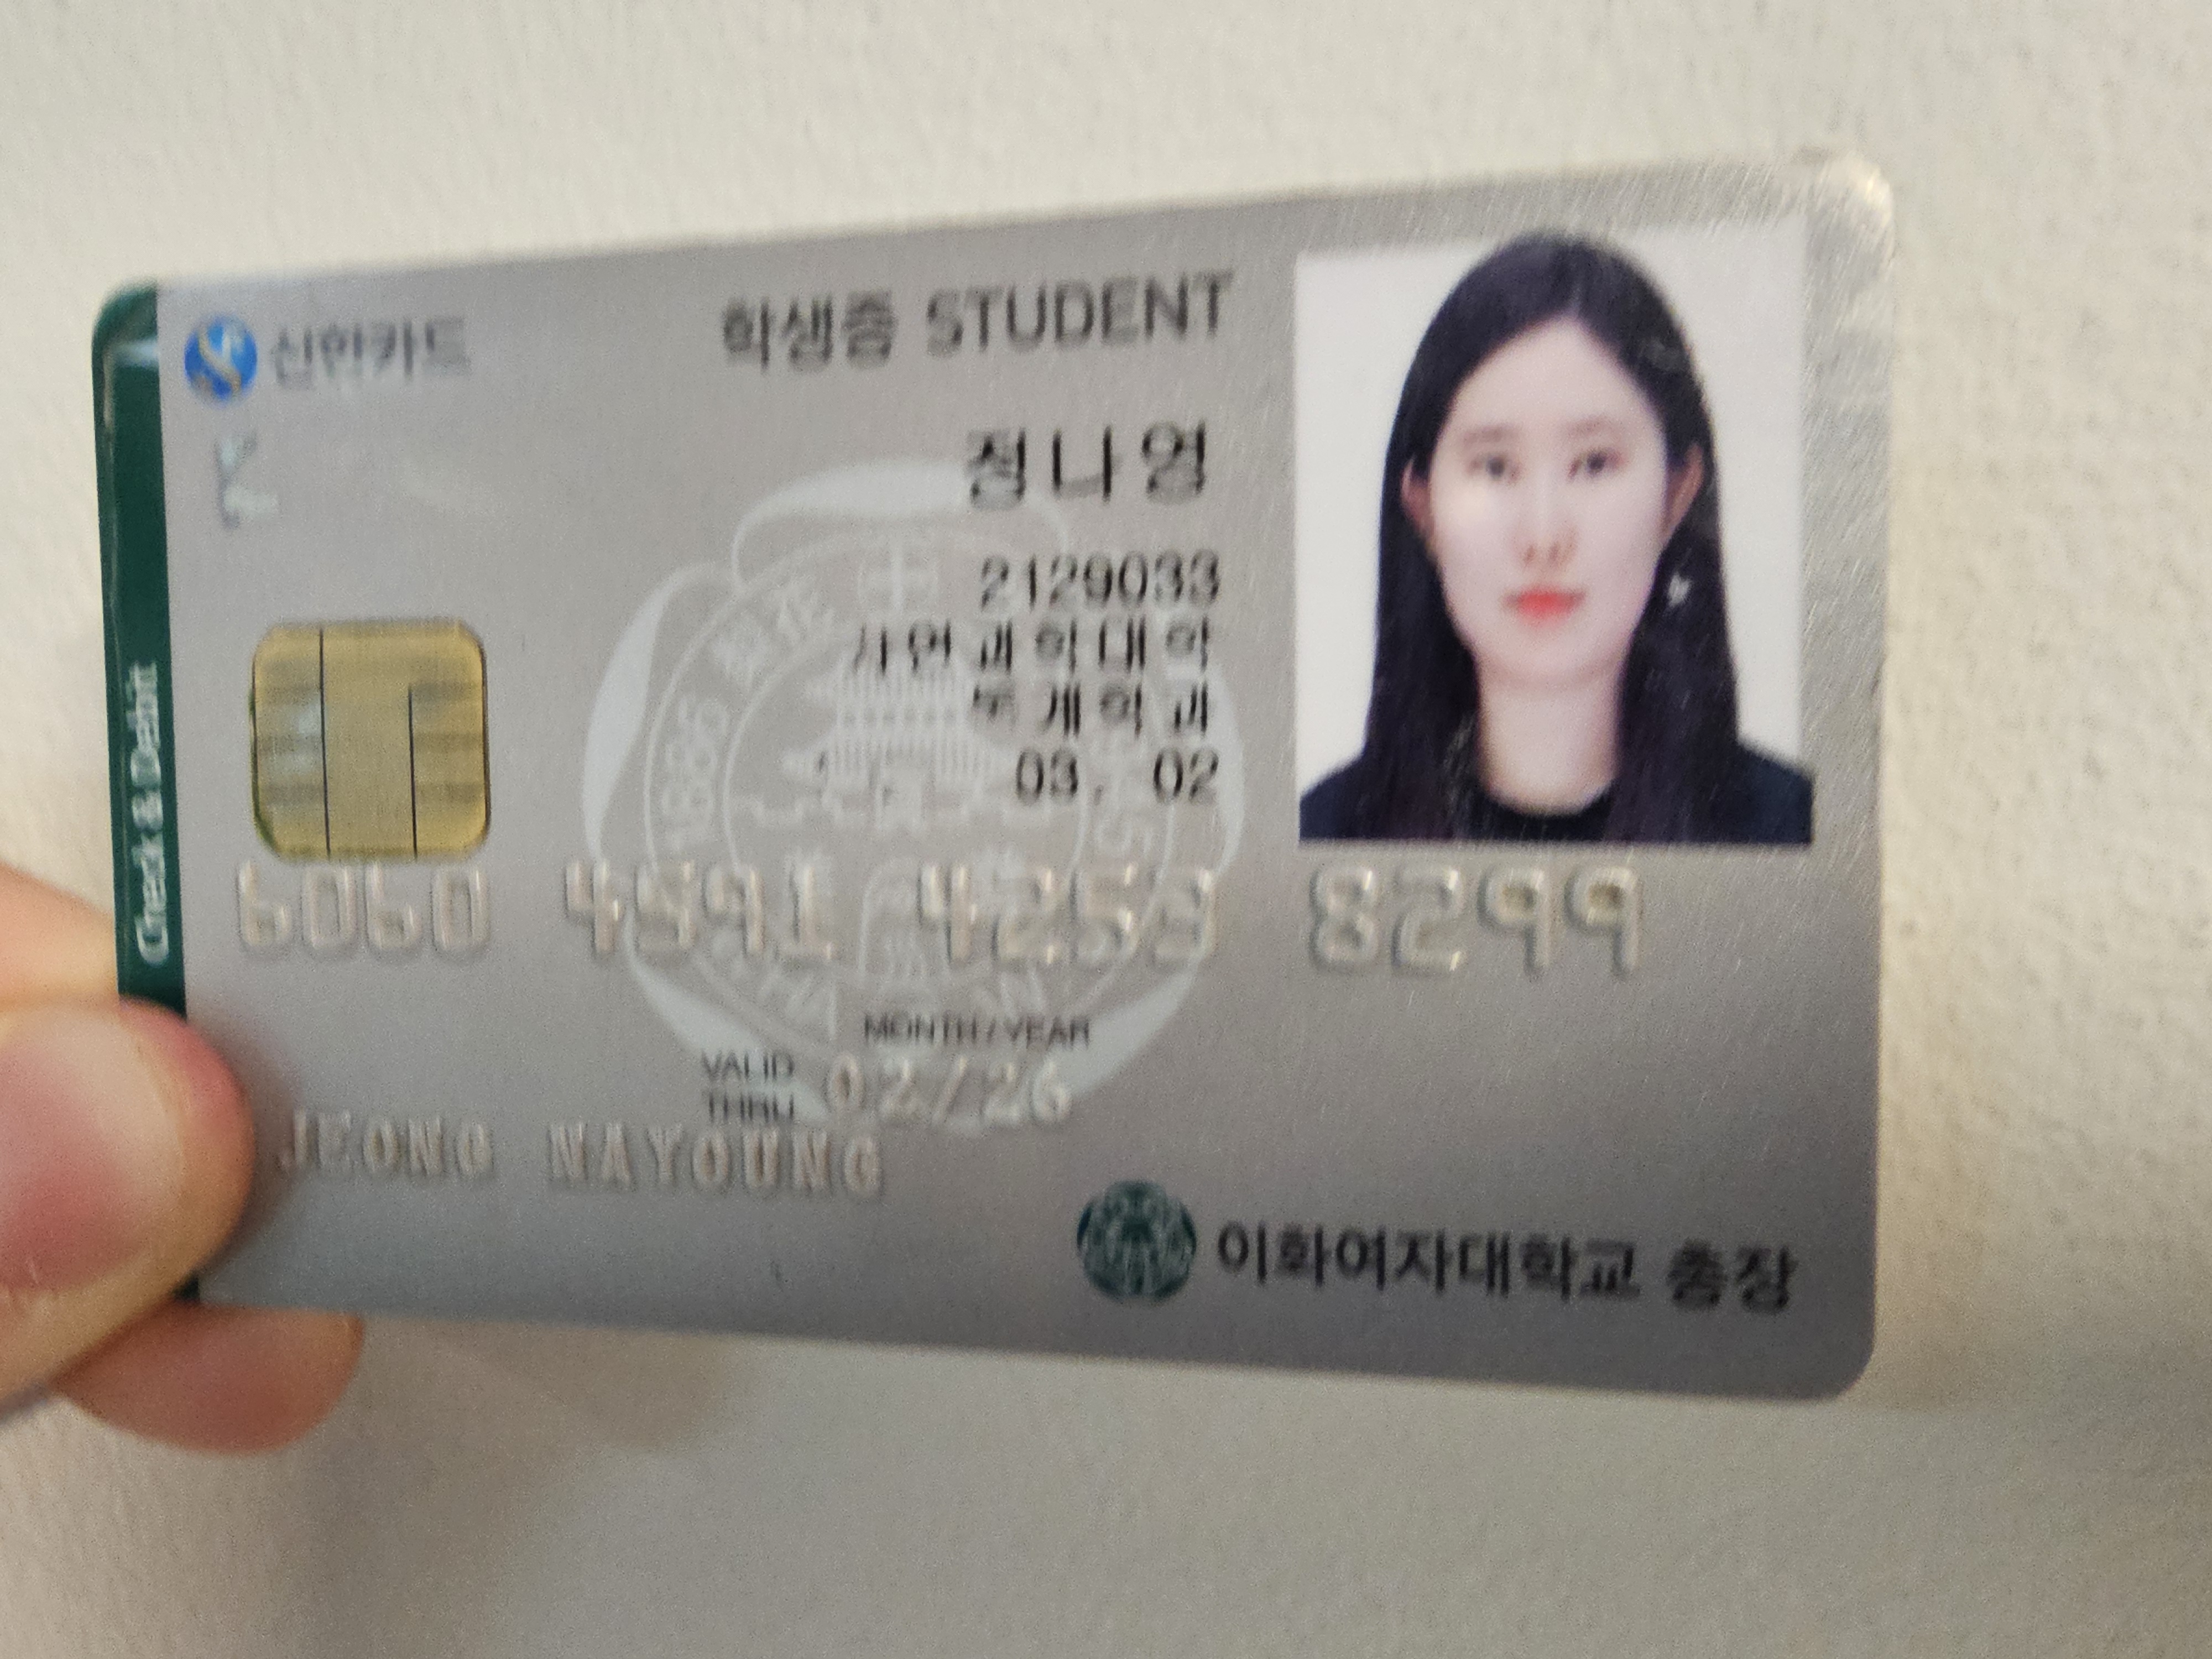 신한카드
학생증 STUDENT
정나영
2129033
자연과학대학
통계학과
03. 02
Check & Debit
6060 4591 4253 8299
MONTH/YEAR
VALID THRU 02/26
JEONG NAYOUNG
이화여자대학교 총장
1886